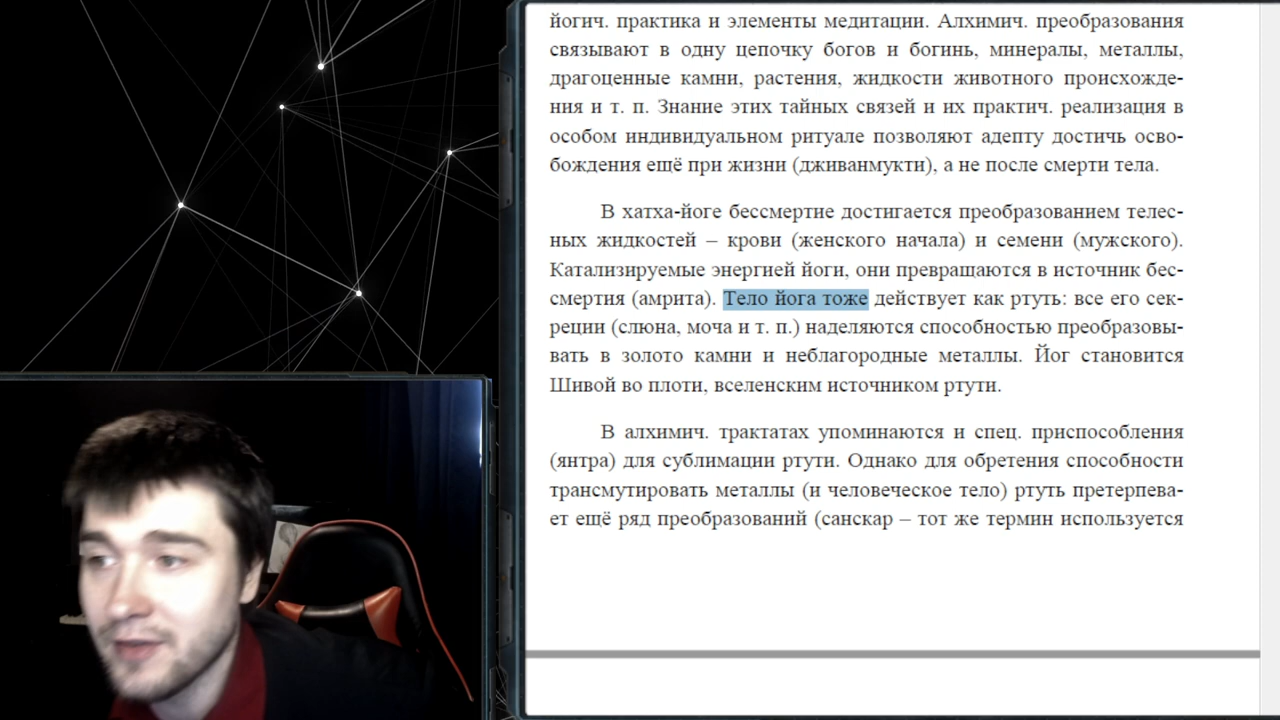 йогич. практика и элементы медитации. Алхимич. преобразования
связывают в одну цепочку богов и богинь, минералы, металлы,
драгоценные камни, растения, жидкости животного происхожде-
ния и т. п. Знание этих тайных связей и их практич. реализация в
особом индивидуальном ритуале позволяют адепту достичь осво-
бождения ещё при жизни (дживанмукти), а не после смерти тела.
В хатха-йоге бессмертие достигается преобразованием телес-
ных жидкостей – крови (женского начала) и семени (мужского).
Катализируемые энергией йоги, они превращаются в источник бес-
смертия (амрита). Тело йога тоже действует как ртуть: все его сек-
реции (слюна, моча и т. п.) наделяются способностью преобразовы-
вать в золото камни и неблагородные металлы. Йог становится
Шивой во плоти, вселенским источником ртути.
В алхимич. трактатах упоминаются и спец. приспособления
(янтра) для сублимации ртути. Однако для обретения способности
трансмутировать металлы (и человеческое тело) ртуть претерпева-
ет ещё ряд преобразований (санскар – тот же термин используется